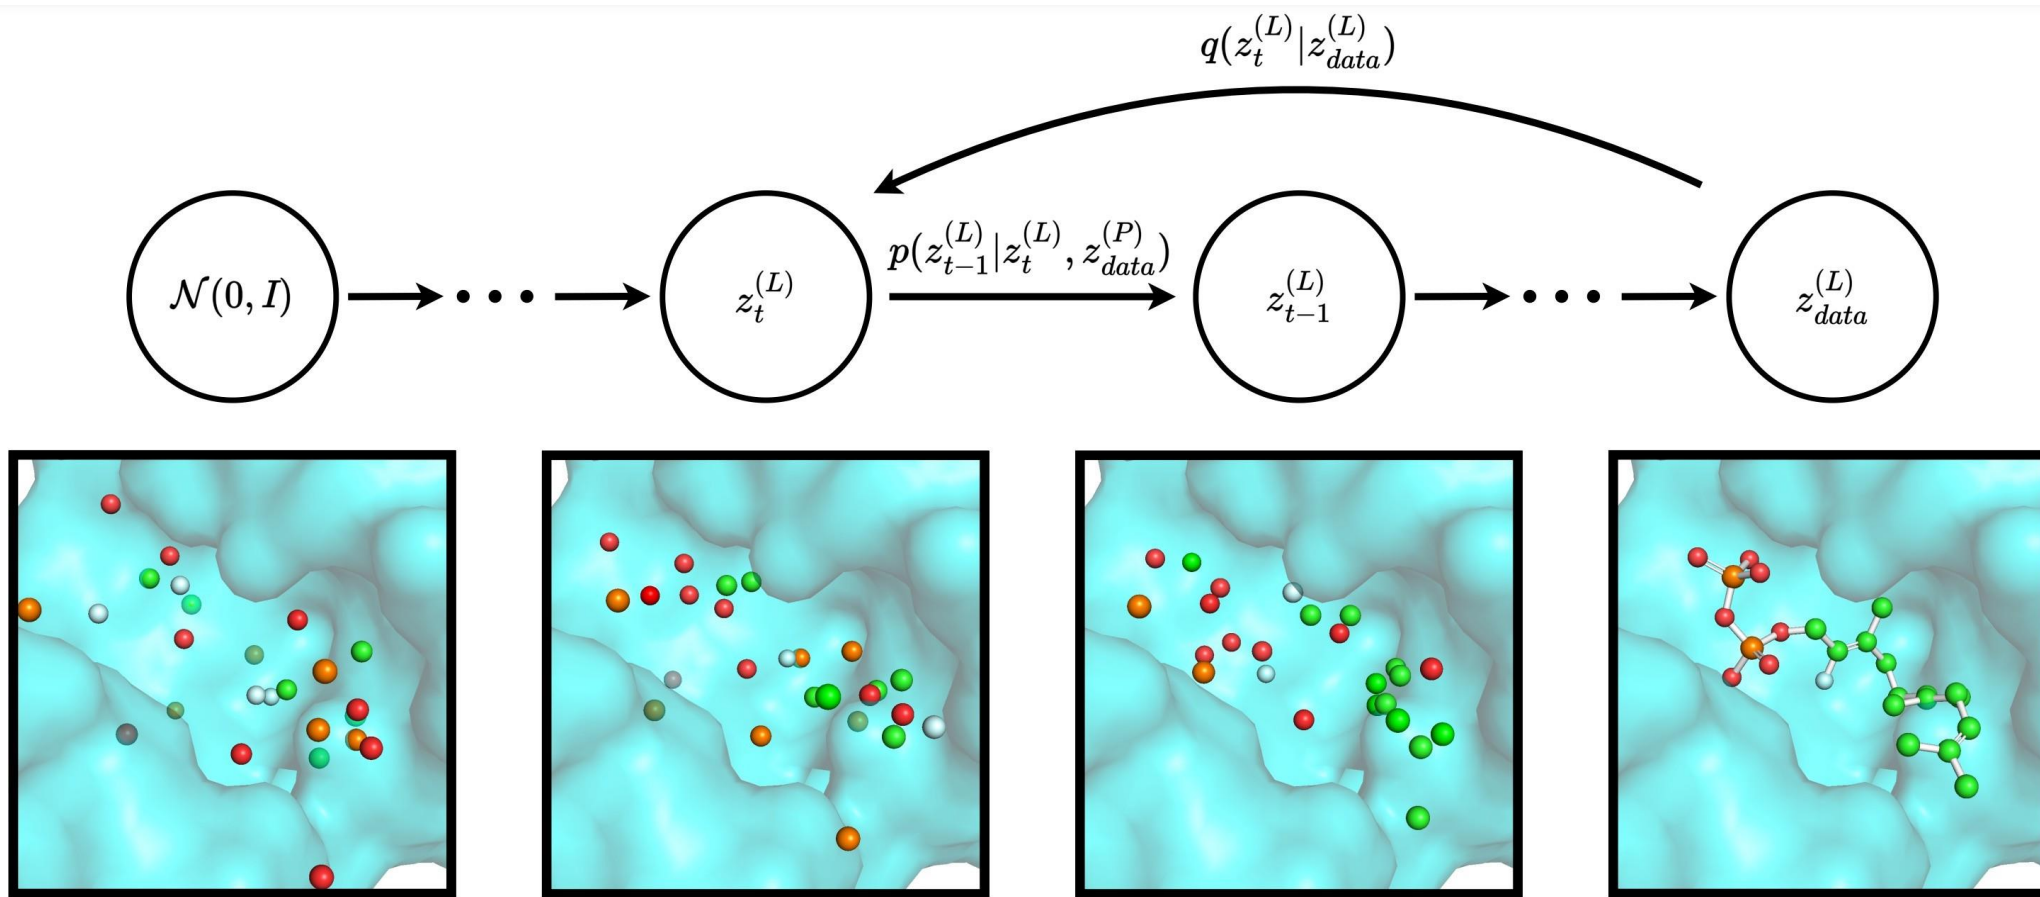 q(z_t^{(L)}|z_{data}^{(L)})
p(z_{t-1}^{(L)}|z_t^{(L)}, z_{data}^{(P)})
𝒩(0, I)
z_t^{(L)}
z_{t-1}^{(L)}
z_{data}^{(L)}